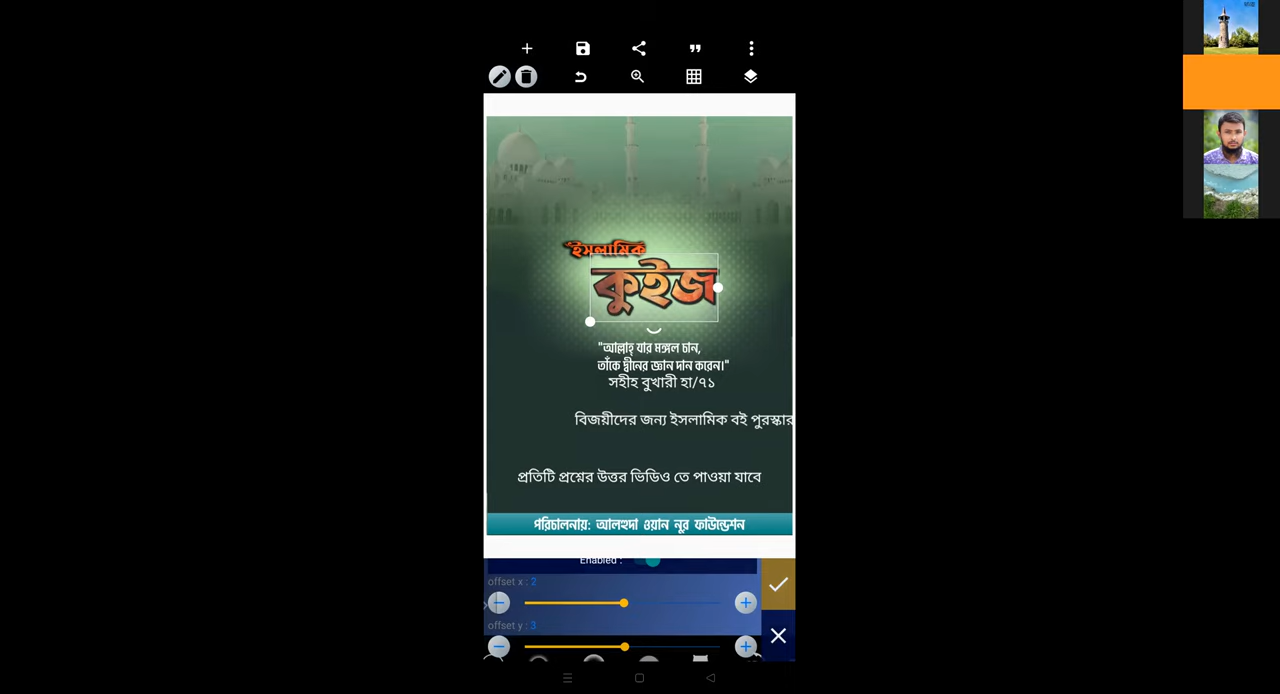 ইসলামিক
কুইজ
"আল্লাহ্ যার মঙ্গল চান,
তাঁকে দ্বীনের জ্ঞান দান করেন।"
সহীহ বুখারী হা/৭১
বিজয়ীদের জন্য ইসলামিক বই পুরস্কার
প্রতিটি প্রশ্নের উত্তর ভিডিও তে পাওয়া যাবে
পরিচালনায়: আলহুদা ওয়ান নূর ফাউন্ডেশন
Enabled :
offset x : 2
offset y : 3